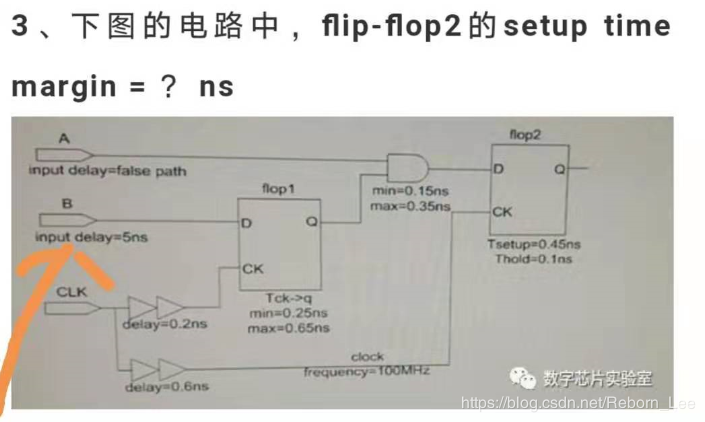 3、下图的电路中，flip-flop2的setup time
margin = ？ ns
flop2
A
input delay=false path
D
Q
flop1
min=0.15ns
max=0.35ns
B
input delay=5ns
D
Q
CK
Tsetup=0.45ns
Thold=0.1ns
CK
CLK
delay=0.2ns
Tck->q
min=0.25ns
max=0.65ns
clock
frequency=100MHz
delay=0.6ns
数字芯片实验室
https://blog.csdn.net/Reborn_Lee